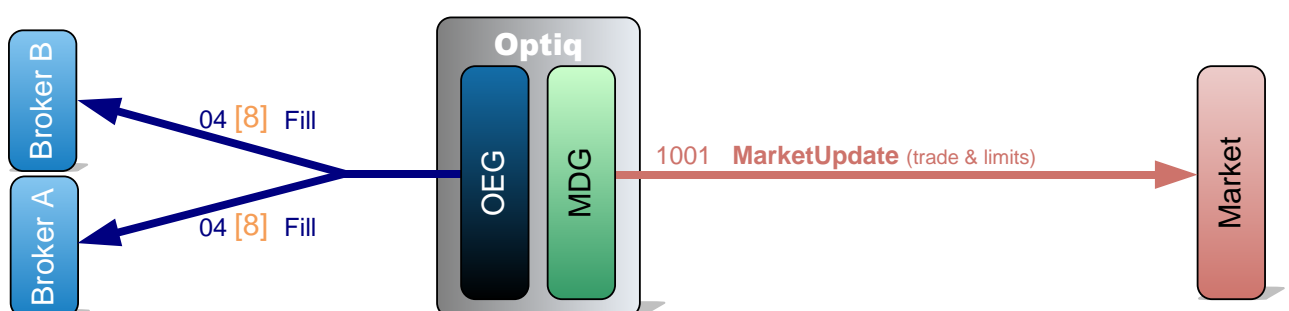 Optiq
Broker B
04 [8] Fill
OEG
MDG
1001 MarketUpdate (trade & limits)
Market
Broker A
04 [8] Fill